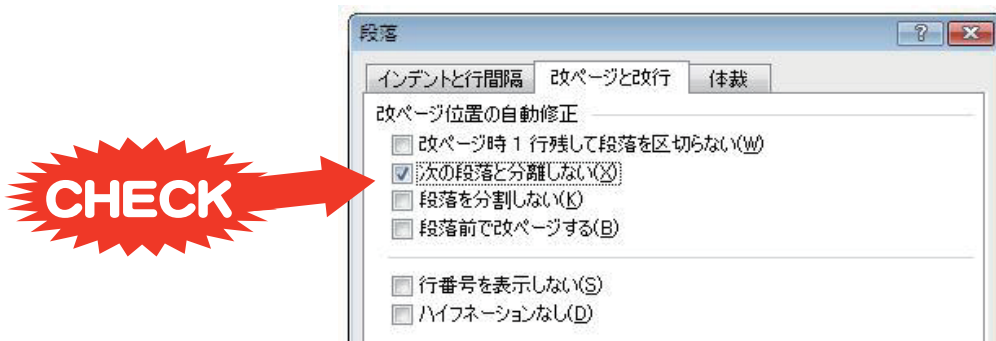 段落
インデントと行間隔 改ページと改行 体裁
改ページ位置の自動修正
改ページ時 1 行残して段落を区切らない(W)
CHECK
次の段落と分離しない(X)
段落を分割しない(K)
段落前で改ページする(B)
行番号を表示しない(S)
ハイフネーションなし(D)